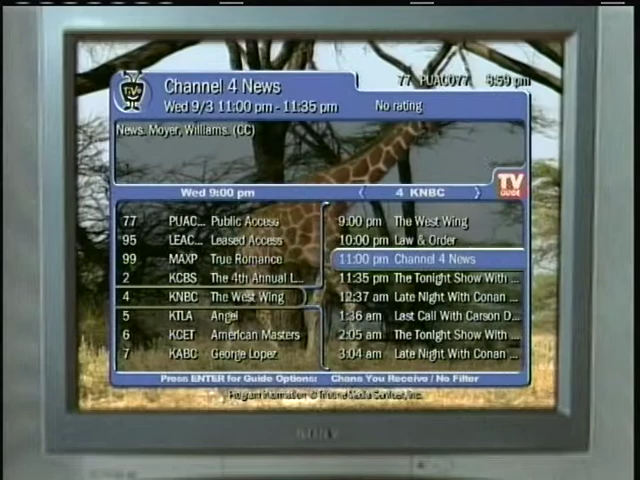 TiVo
Channel 4 News
77 PUAC077 8:59 pm
Wed 9/3 11:00 pm - 11:35 pm No rating
News. Moyer, Williams. (CC)
TV
GUIDE
Wed 9:00 pm 4 KNBC
77 PUAC... Public Access 9:00 pm The West Wing
95 LEAC... Leased Access 10:00 pm Law & Order
99 MAXP True Romance 11:00 pm Channel 4 News
2 KCBS The 4th Annual L... 11:35 pm The Tonight Show With ...
4 KNBC The West Wing 12:37 am Late Night With Conan ...
5 KTLA Angel 1:36 am Last Call With Carson D...
6 KCET American Masters 2:05 am The Tonight Show With ...
7 KABC George Lopez 3:04 am Late Night With Conan ...
Press ENTER for Guide Options: Chans You Receive / No Filter
Program Information © Tribune Media Services, Inc.